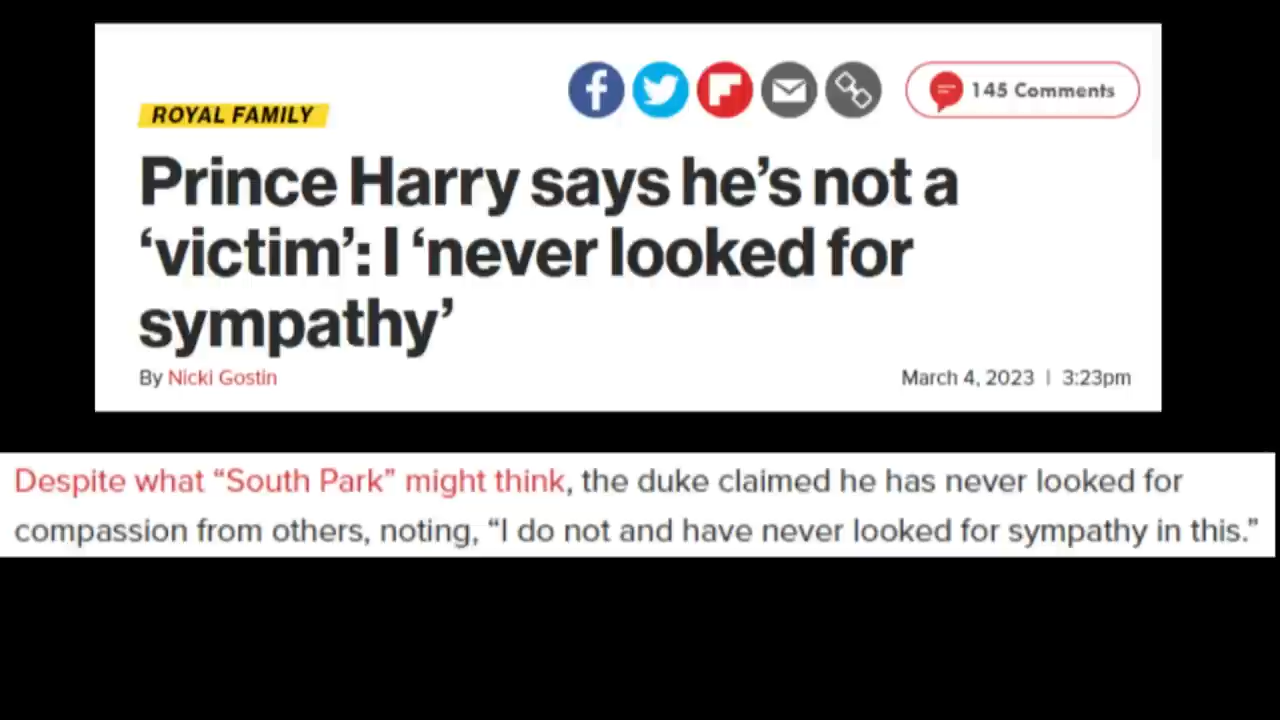 145 Comments
ROYAL FAMILY
Prince Harry says he’s not a
‘victim’: I ‘never looked for
sympathy’
By Nicki Gostin March 4, 2023 | 3:23pm
Despite what “South Park” might think, the duke claimed he has never looked for
compassion from others, noting, “I do not and have never looked for sympathy in this.”